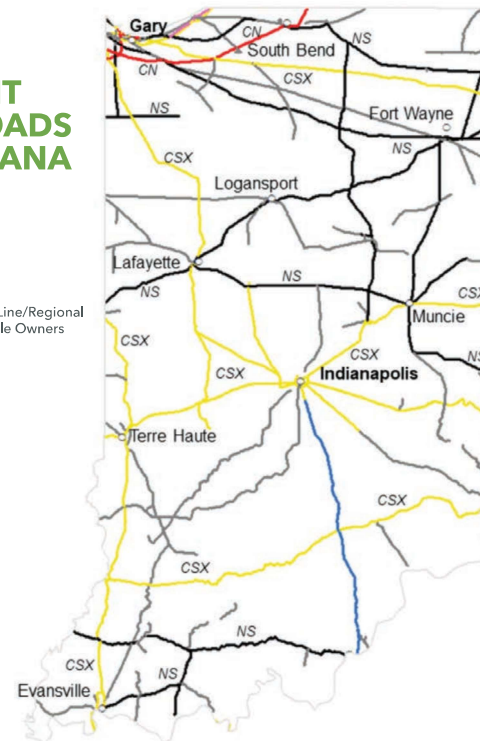 T
OADS
ANA
Line/Regional
le Owners
Gary
CN
South Bend
NS
CN
CSX
NS
Fort Wayne
NS
CSX
Logansport
Lafayette
NS
NS
CSX
Muncie
CSX
CSX
Indianapolis
NS
CSX
Terre Haute
CSX
CSX
NS
CSX
NS
Evansville